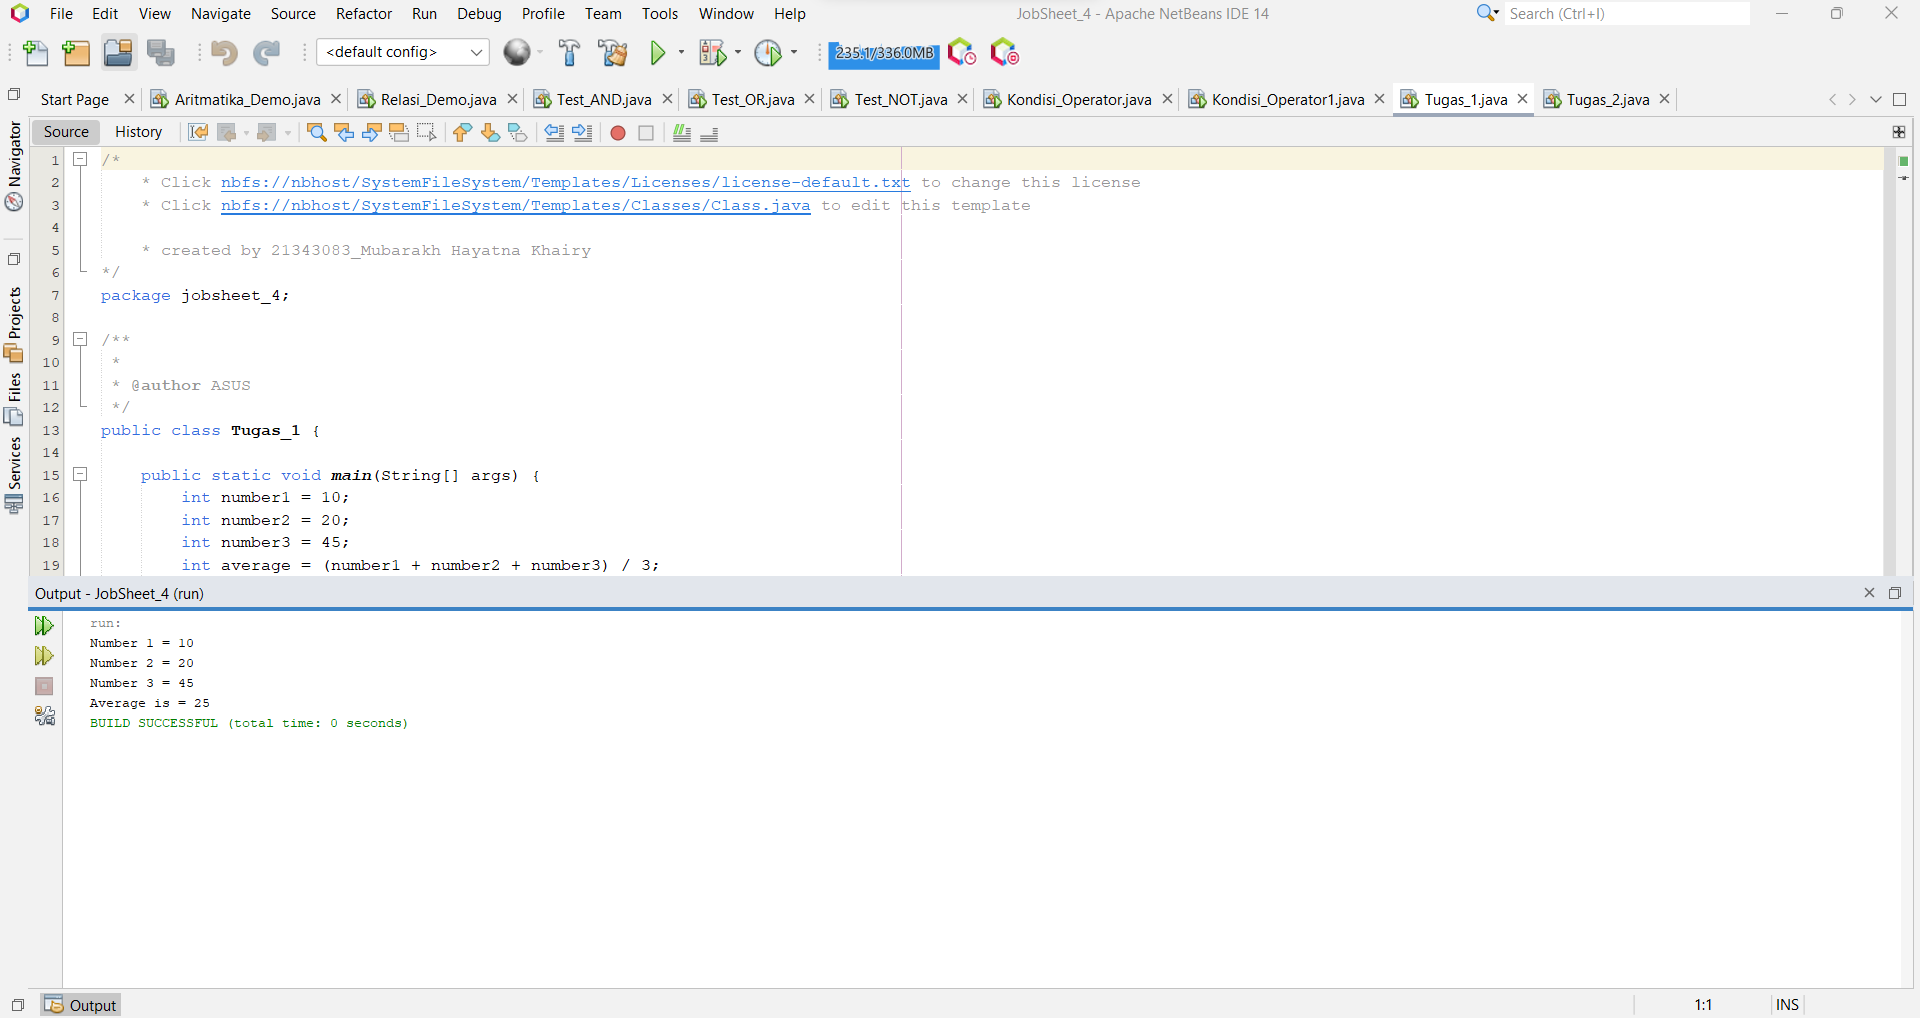 File Edit View Navigate Source Refactor Run Debug Profile Team Tools Window Help JobSheet_4 - Apache NetBeans IDE 14 Search (Ctrl+I)
<default config> 235.1/336.0MB
Start Page Aritmatika_Demo.java Relasi_Demo.java Test_AND.java Test_OR.java Test_NOT.java Kondisi_Operator.java Kondisi_Operator1.java Tugas_1.java Tugas_2.java
Source History
Navigator
Projects
Files
Services
1 /*
2 * Click nbfs://nbhost/SystemFileSystem/Templates/Licenses/license-default.txt to change this license
3 * Click nbfs://nbhost/SystemFileSystem/Templates/Classes/Class.java to edit this template
4
5 * created by 21343083_Mubarakh Hayatna Khairy
6 */
7 package jobsheet_4;
8
9 /**
10 *
11 * @author ASUS
12 */
13 public class Tugas_1 {
14
15 public static void main(String[] args) {
16 int number1 = 10;
17 int number2 = 20;
18 int number3 = 45;
19 int average = (number1 + number2 + number3) / 3;
Output - JobSheet_4 (run)
run:
Number 1 = 10
Number 2 = 20
Number 3 = 45
Average is = 25
BUILD SUCCESSFUL (total time: 0 seconds)
Output 1:1 INS